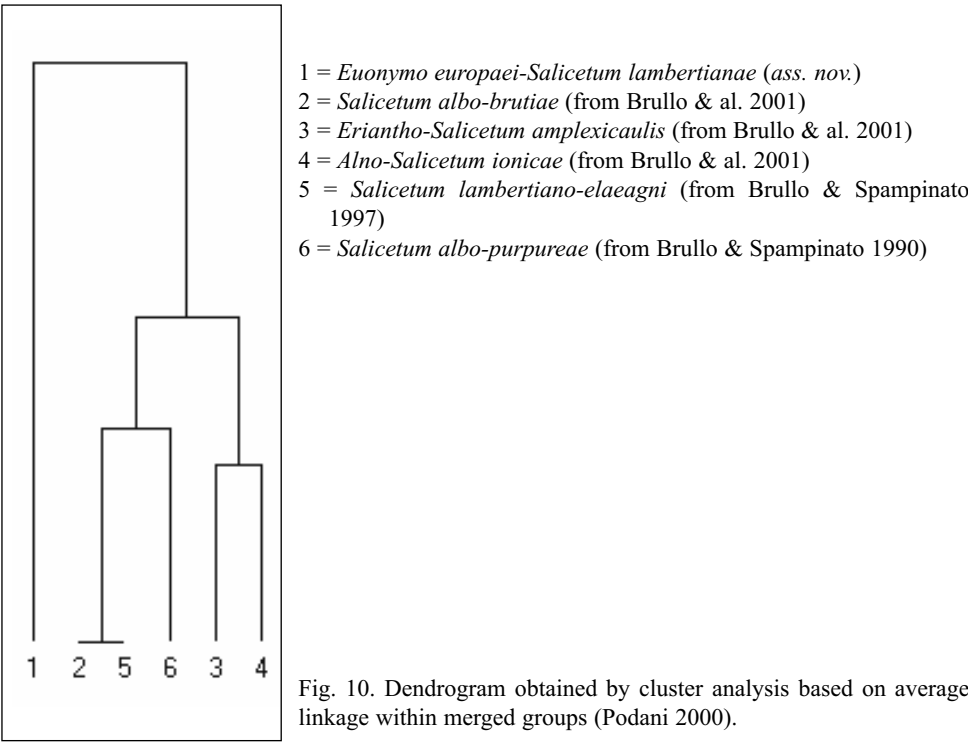 1 = Euonymo europaei-Salicetum lambertianae (ass. nov.)
2 = Salicetum albo-brutiae (from Brullo & al. 2001)
3 = Eriantho-Salicetum amplexicaulis (from Brullo & al. 2001)
4 = Alno-Salicetum ionicae (from Brullo & al. 2001)
5 = Salicetum lambertiano-elaeagni (from Brullo & Spampinato
1997)
6 = Salicetum albo-purpureae (from Brullo & Spampinato 1990)
1 2 5 6 3 4
Fig. 10. Dendrogram obtained by cluster analysis based on average
linkage within merged groups (Podani 2000).